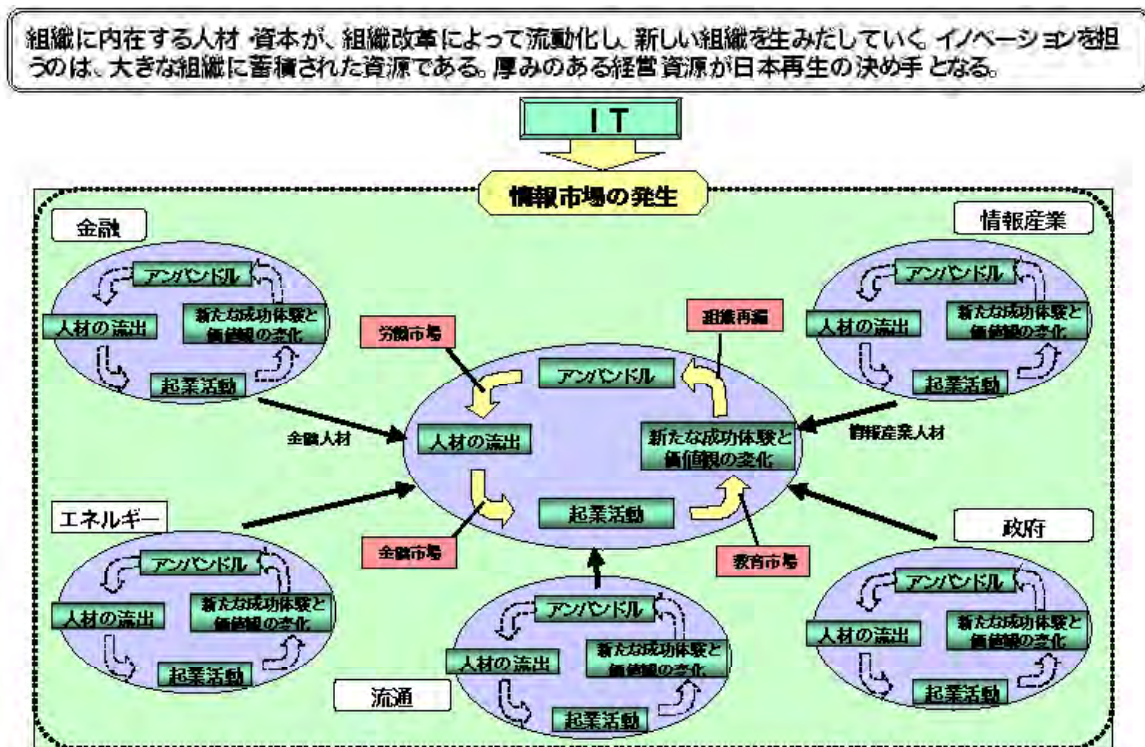 組織に内在する人材・資本が、組織改革によって流動化し、新しい組織を生みだしていく。イノベーションを担
うのは、大きな組織に蓄積された資源である。厚みのある経営資源が日本再生の決め手となる。
IT
情報市場の発生
金融
アンバンドル
人材の流出
新たな成功体験と
価値観の変化
起業活動
情報産業
アンバンドル
人材の流出
新たな成功体験と
価値観の変化
起業活動
労働市場
組織再編
アンバンドル
人材の流出
新たな成功体験と
価値観の変化
起業活動
金融市場
教育市場
金融人材
情報産業人材
エネルギー
アンバンドル
人材の流出
新たな成功体験と
価値観の変化
起業活動
流通
アンバンドル
人材の流出
新たな成功体験と
価値観の変化
起業活動
政府
アンバンドル
人材の流出
新たな成功体験と
価値観の変化
起業活動